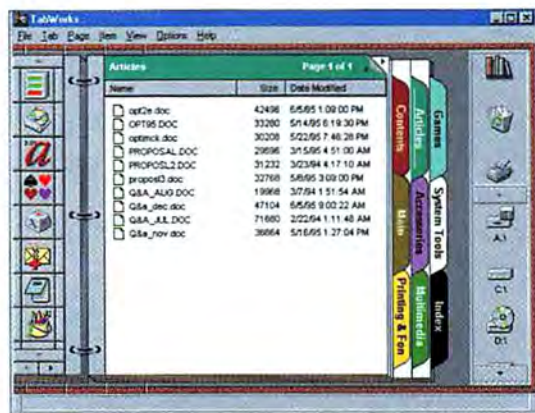 TabWorks
File Tab Page Item View Options Help
Articles Page 1 of 1
Name Size Date Modified
opt2e.doc 42496 6/5/95 1:09:00 PM
OPT95.DOC 33280 5/14/95 6:19:30 PM
optimck.doc 30208 5/22/95 7:46:28 PM
PROPOSAL.DOC 29696 3/15/95 4:51:00 AM
PROPOSL2.DOC 31232 3/23/94 4:17:10 AM
proposl3.doc 32768 5/8/95 3:09:00 PM
Q&A_AUG.DOC 19968 3/7/94 1:51:54 AM
Q&a_dec.doc 47104 6/5/95 9:00:22 AM
Q&A_JUL.DOC 71680 2/22/94 1:11:48 AM
Q&a_nov.doc 36864 5/16/95 1:27:04 PM
Contents
Main
Printing & Fon
Articles
Accessories
Multimedia
Games
System Tools
Index
A:\
C:\
D:\